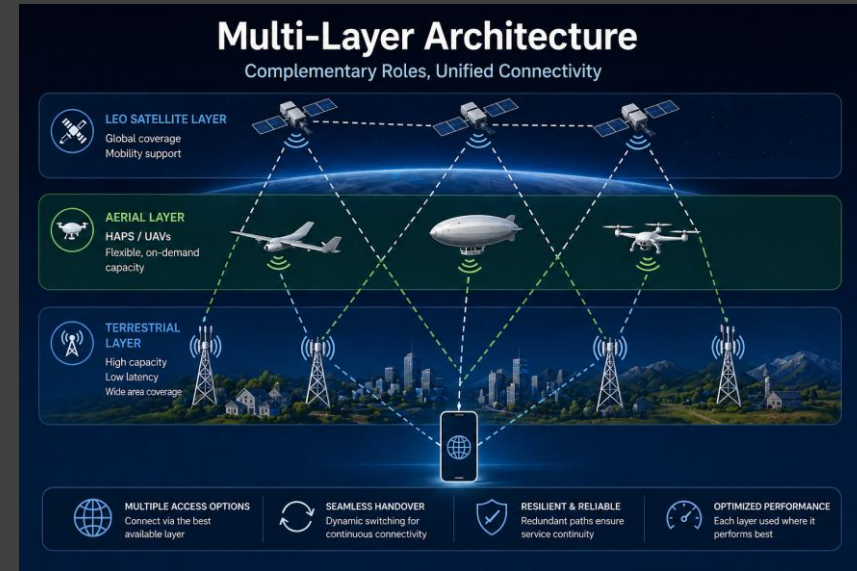 Multi-Layer Architecture
Complementary Roles, Unified Connectivity
LEO SATELLITE LAYER
Global coverage
Mobility support
AERIAL LAYER
HAPS / UAVs
Flexible, on-demand
capacity
TERRESTRIAL
LAYER
High capacity
Low latency
Wide area coverage
MULTIPLE ACCESS OPTIONS
Connect via the best
available layer
SEAMLESS HANDOVER
Dynamic switching for
continuous connectivity
RESILIENT & RELIABLE
Redundant paths ensure
service continuity
OPTIMIZED PERFORMANCE
Each layer used where it
performs best